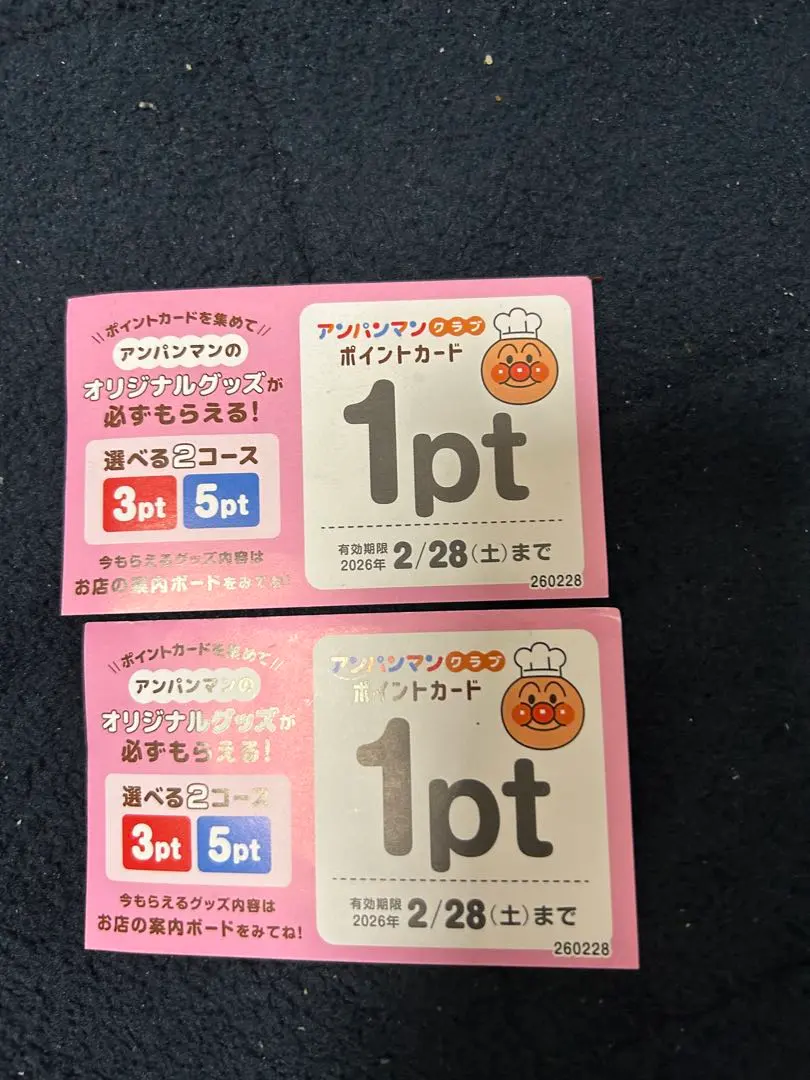 ポイントカードを集めて
アンパンマンの
オリジナルグッズが
必ずもらえる!
選べる2コース
3pt 5pt
今もらえるグッズ内容は
お店の案内ボードをみてね!
アンパンマンクラブ
ポイントカード
1pt
有効期限
2026年 2/28(土)まで
260228
ポイントカードを集めて
アンパンマンの
オリジナルグッズが
必ずもらえる!
選べる2コース
3pt 5pt
今もらえるグッズ内容は
お店の案内ボードをみてね!
アンパンマンクラブ
ポイントカード
1pt
有効期限
2026年 2/28(土)まで
260228